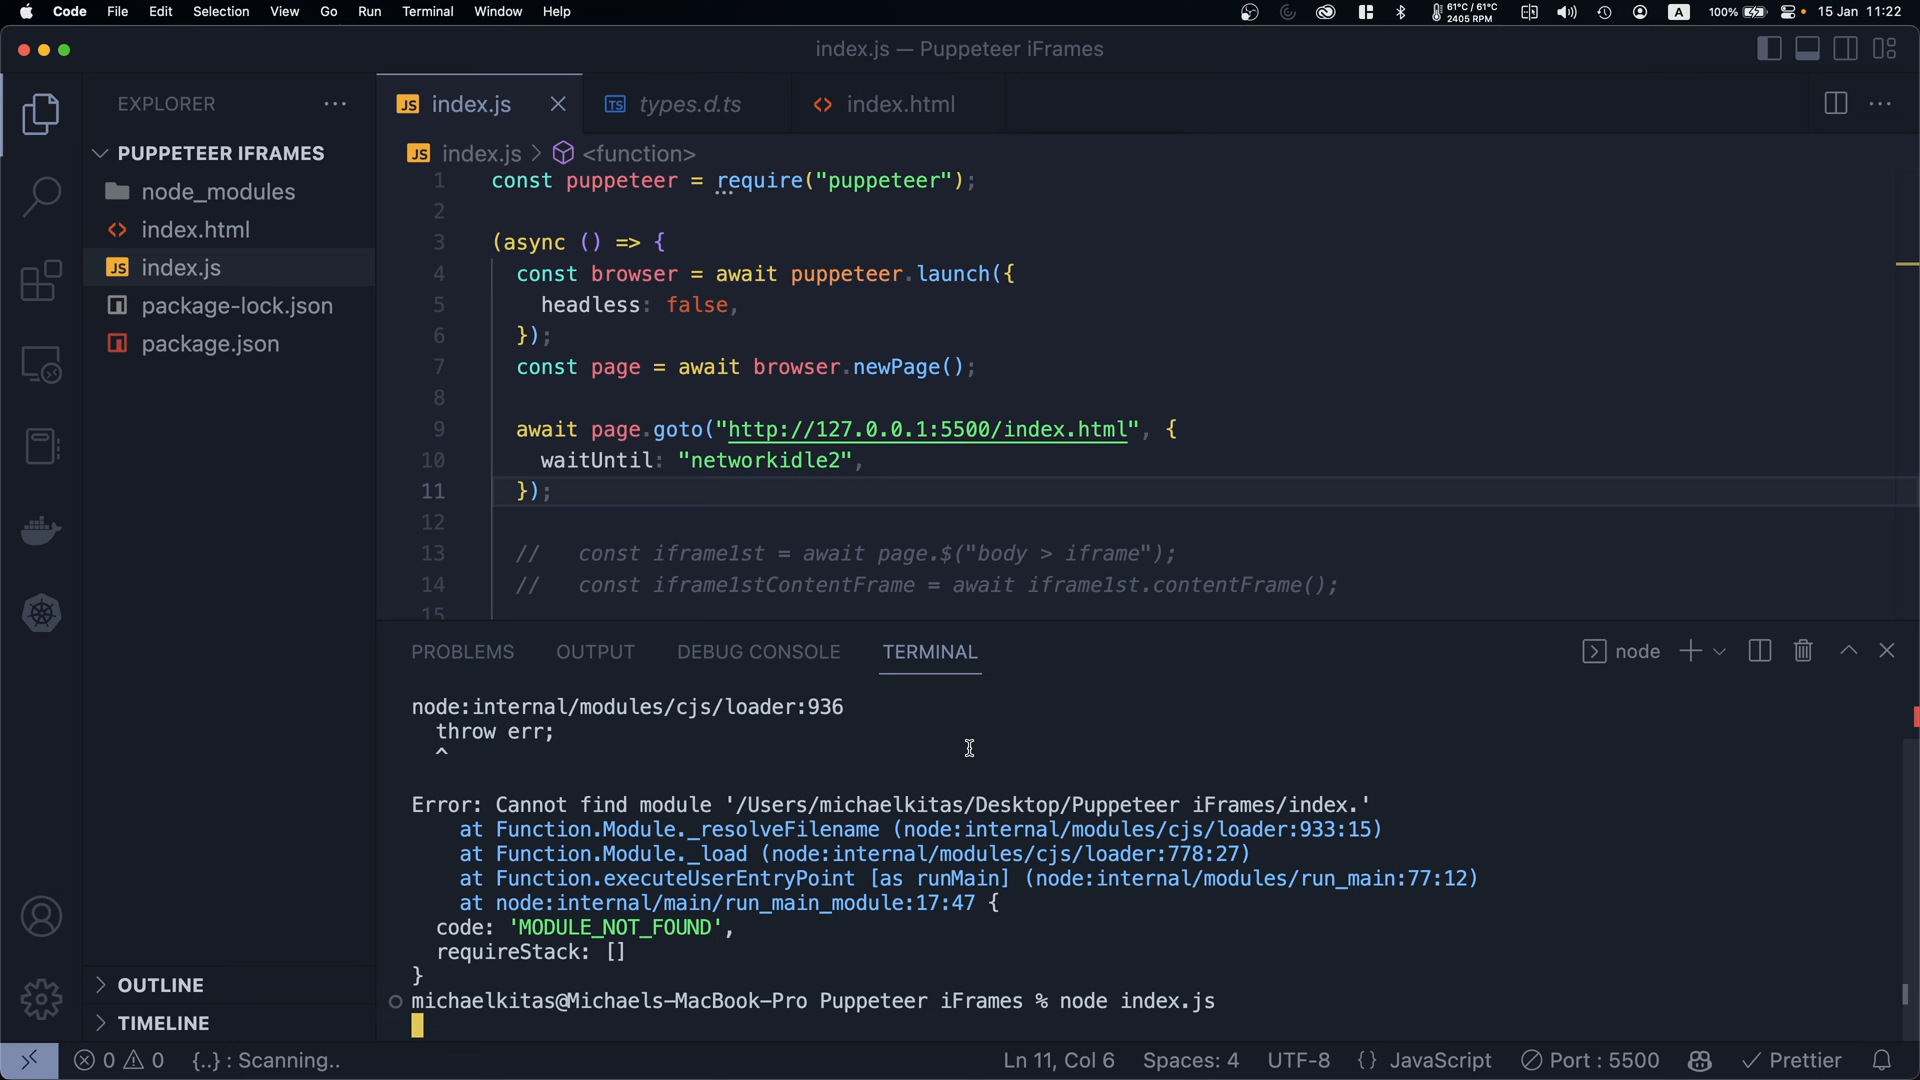 Code File Edit Selection View Go Run Terminal Window Help
61°C / 61°C
2405 RPM
A 100% 15 Jan 11:22
index.js — Puppeteer iFrames
EXPLORER
PUPPETEER IFRAMES
node_modules
index.html
JS index.js
package-lock.json
package.json
OUTLINE
TIMELINE
JS index.js
TS types.d.ts
index.html
JS index.js > <function>
1 const puppeteer = require("puppeteer");
2
3 (async () => {
4 const browser = await puppeteer.launch({
5 headless: false,
6 });
7 const page = await browser.newPage();
8
9 await page.goto("http://127.0.0.1:5500/index.html", {
10 waitUntil: "networkidle2",
11 });
12
13 // const iframe1st = await page.$("body > iframe");
14 // const iframe1stContentFrame = await iframe1st.contentFrame();
15
PROBLEMS OUTPUT DEBUG CONSOLE TERMINAL
node
node:internal/modules/cjs/loader:936
throw err;
^
Error: Cannot find module '/Users/michaelkitas/Desktop/Puppeteer iFrames/index.'
at Function.Module._resolveFilename (node:internal/modules/cjs/loader:933:15)
at Function.Module._load (node:internal/modules/cjs/loader:778:27)
at Function.executeUserEntryPoint [as runMain] (node:internal/modules/run_main:77:12)
at node:internal/main/run_main_module:17:47 {
code: 'MODULE_NOT_FOUND',
requireStack: []
}
michaelkitas@Michaels-MacBook-Pro Puppeteer iFrames % node index.js
0 0 {..} : Scanning.. Ln 11, Col 6 Spaces: 4 UTF-8 {} JavaScript Port : 5500 Prettier